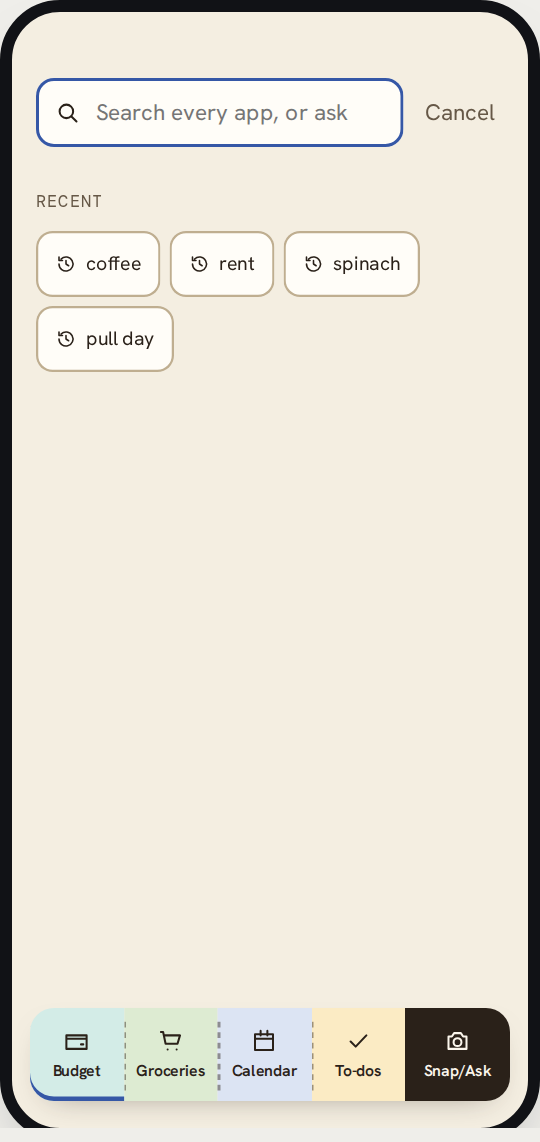 Search every app, or ask
Cancel
RECENT
coffee
rent
spinach
pull day
Budget
Groceries
Calendar
To-dos
Snap/Ask